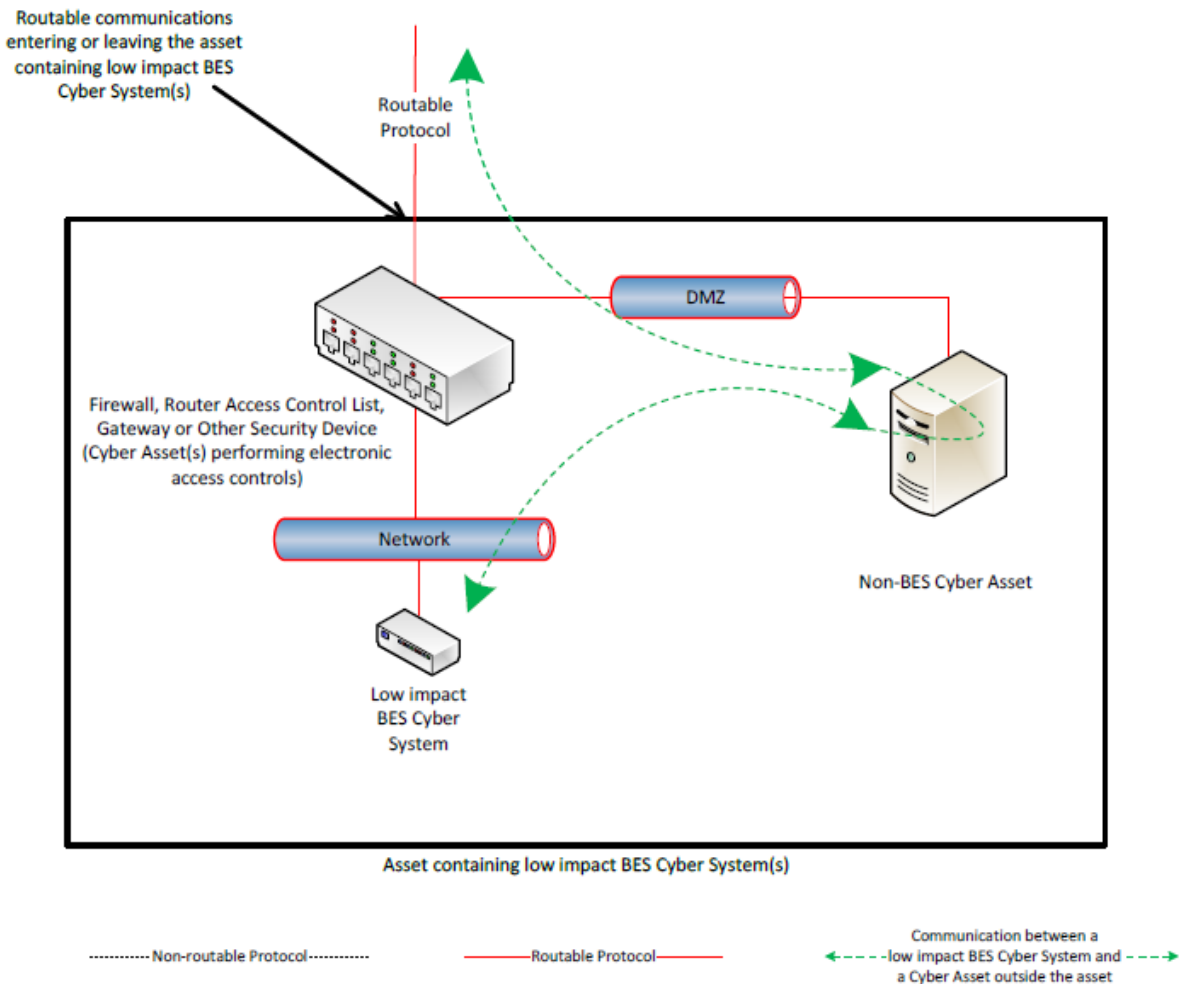 Routable communications
entering or leaving the asset
containing low impact BES
Cyber System(s)
Routable
Protocol
DMZ
Firewall, Router Access Control List,
Gateway or Other Security Device
(Cyber Asset(s) performing electronic
access controls)
Network
Non-BES Cyber Asset
Low impact
BES Cyber
System
Asset containing low impact BES Cyber System(s)
Non-routable Protocol
Routable Protocol
Communication between a
low impact BES Cyber System and
a Cyber Asset outside the asset